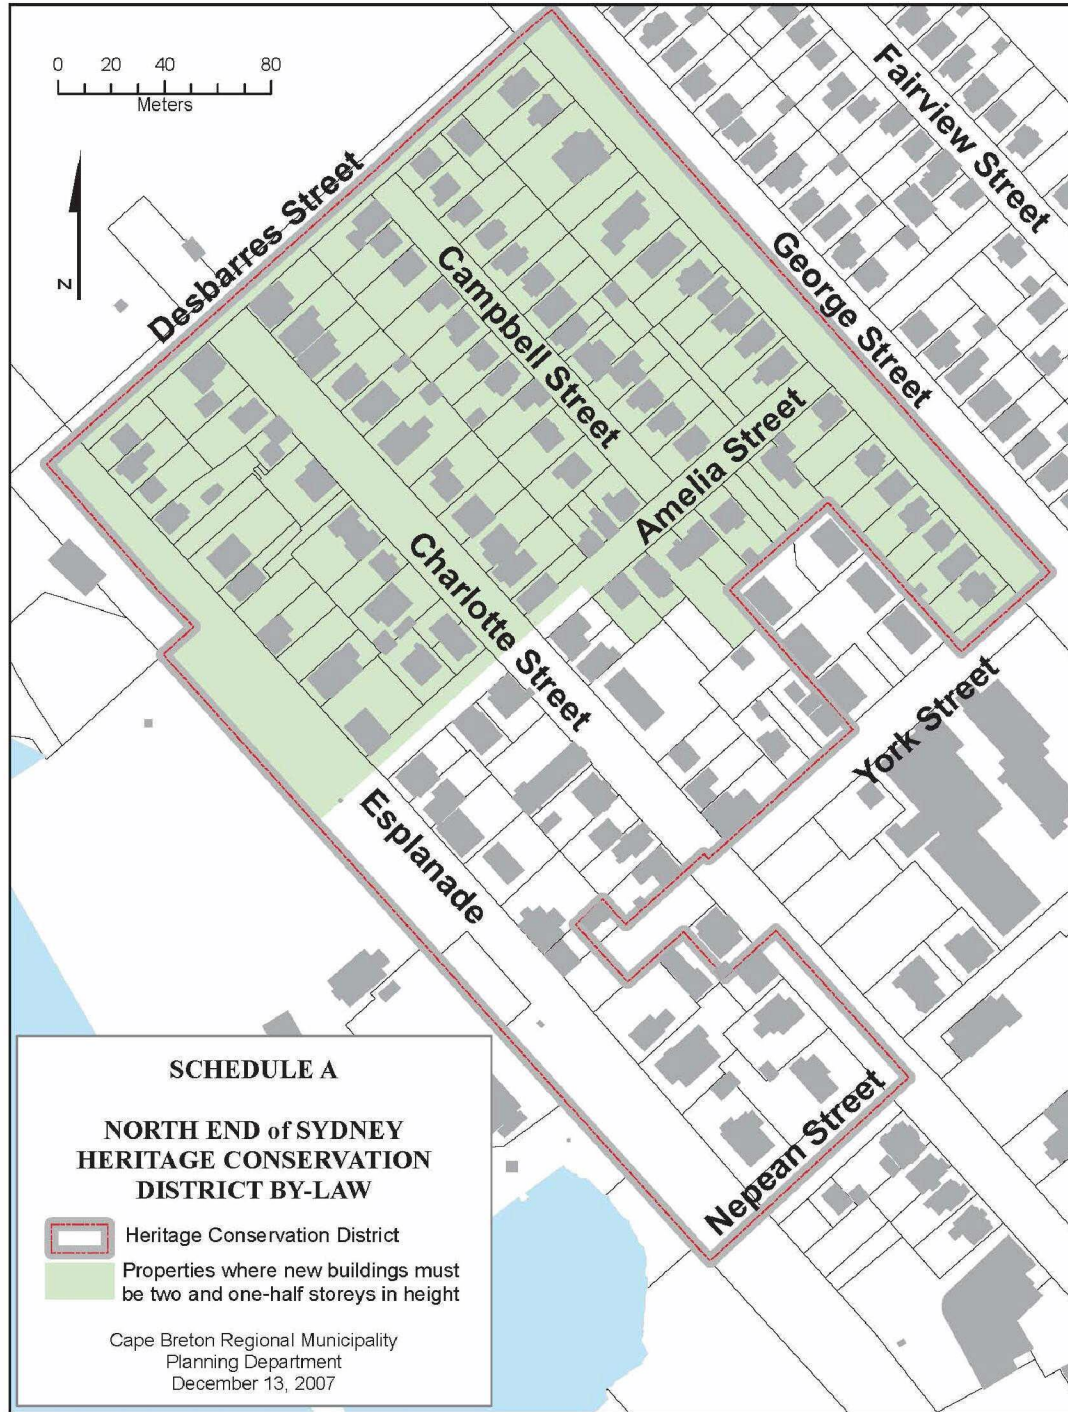 0 20 40 80
Meters
N
Fairview Street
Desbarres Street
George Street
Campbell Street
Amelia Street
Charlotte Street
York Street
Esplanade
Nepean Street
SCHEDULE A
NORTH END of SYDNEY
HERITAGE CONSERVATION
DISTRICT BY-LAW
Heritage Conservation District
Properties where new buildings must
be two and one-half storeys in height
Cape Breton Regional Municipality
Planning Department
December 13, 2007